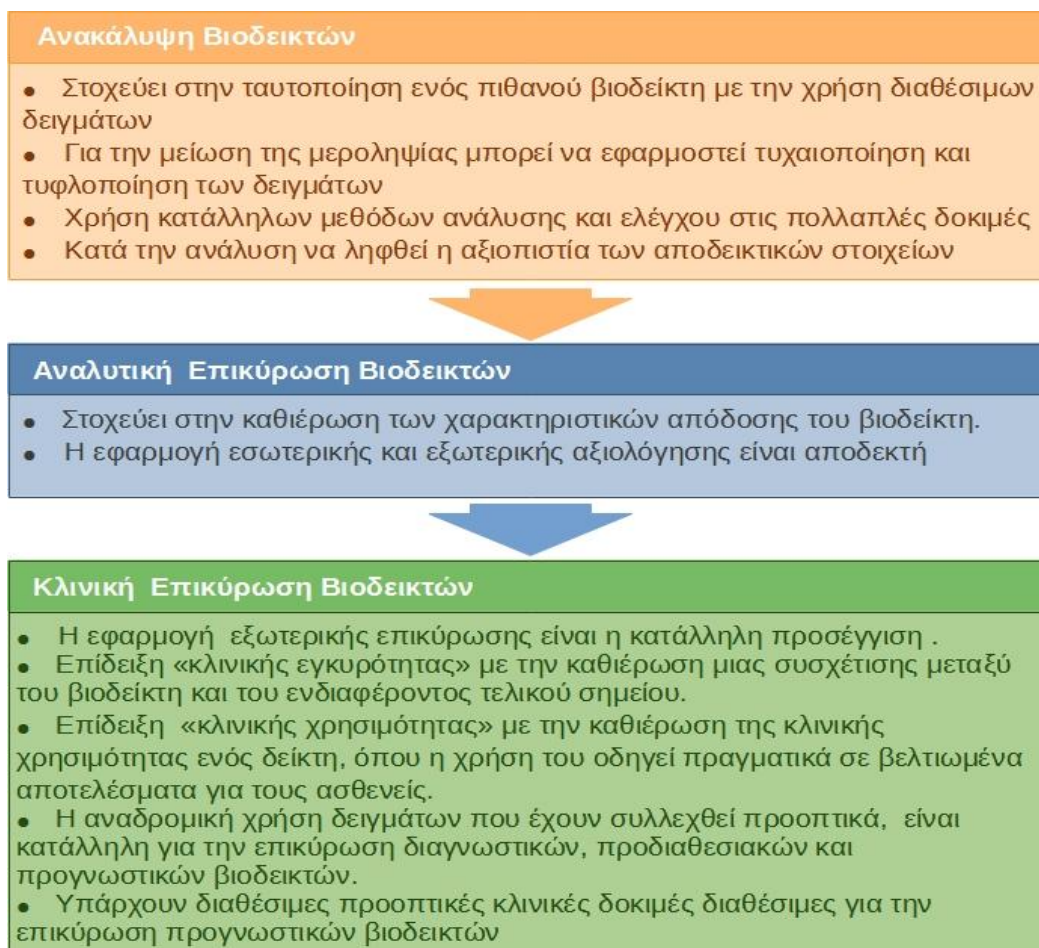 Ανακάλυψη Βιοδεικτών
● Στοχεύει στην ταυτοποίηση ενός πιθανού βιοδείκτη με την χρήση διαθέσιμων
δειγμάτων
● Για την μείωση της μεροληψίας μπορεί να εφαρμοστεί τυχαιοποίηση και
τυφλοποίηση των δειγμάτων
● Χρήση κατάλληλων μεθόδων ανάλυσης και ελέγχου στις πολλαπλές δοκιμές
● Κατά την ανάλυση να ληφθεί η αξιοπιστία των αποδεικτικών στοιχείων
Αναλυτική Επικύρωση Βιοδεικτών
● Στοχεύει στην καθιέρωση των χαρακτηριστικών απόδοσης του βιοδείκτη.
● Η εφαρμογή εσωτερικής και εξωτερικής αξιολόγησης είναι αποδεκτή
Κλινική Επικύρωση Βιοδεικτών
● Η εφαρμογή εξωτερικής επικύρωσης είναι η κατάλληλη προσέγγιση .
● Επίδειξη «κλινικής εγκυρότητας» με την καθιέρωση μιας συσχέτισης μεταξύ
του βιοδείκτη και του ενδιαφέροντος τελικού σημείου.
● Επίδειξη «κλινικής χρησιμότητας» με την καθιέρωση της κλινικής
χρησιμότητας ενός δείκτη, όπου η χρήση του οδηγεί πραγματικά σε βελτιωμένα
αποτελέσματα για τους ασθενείς.
● Η αναδρομική χρήση δειγμάτων που έχουν συλλεχθεί προοπτικά, είναι
κατάλληλη για την επικύρωση διαγνωστικών, προδιαθεσιακών και
προγνωστικών βιοδεικτών.
● Υπάρχουν διαθέσιμες προοπτικές κλινικές δοκιμές διαθέσιμες για την
επικύρωση προγνωστικών βιοδεικτών